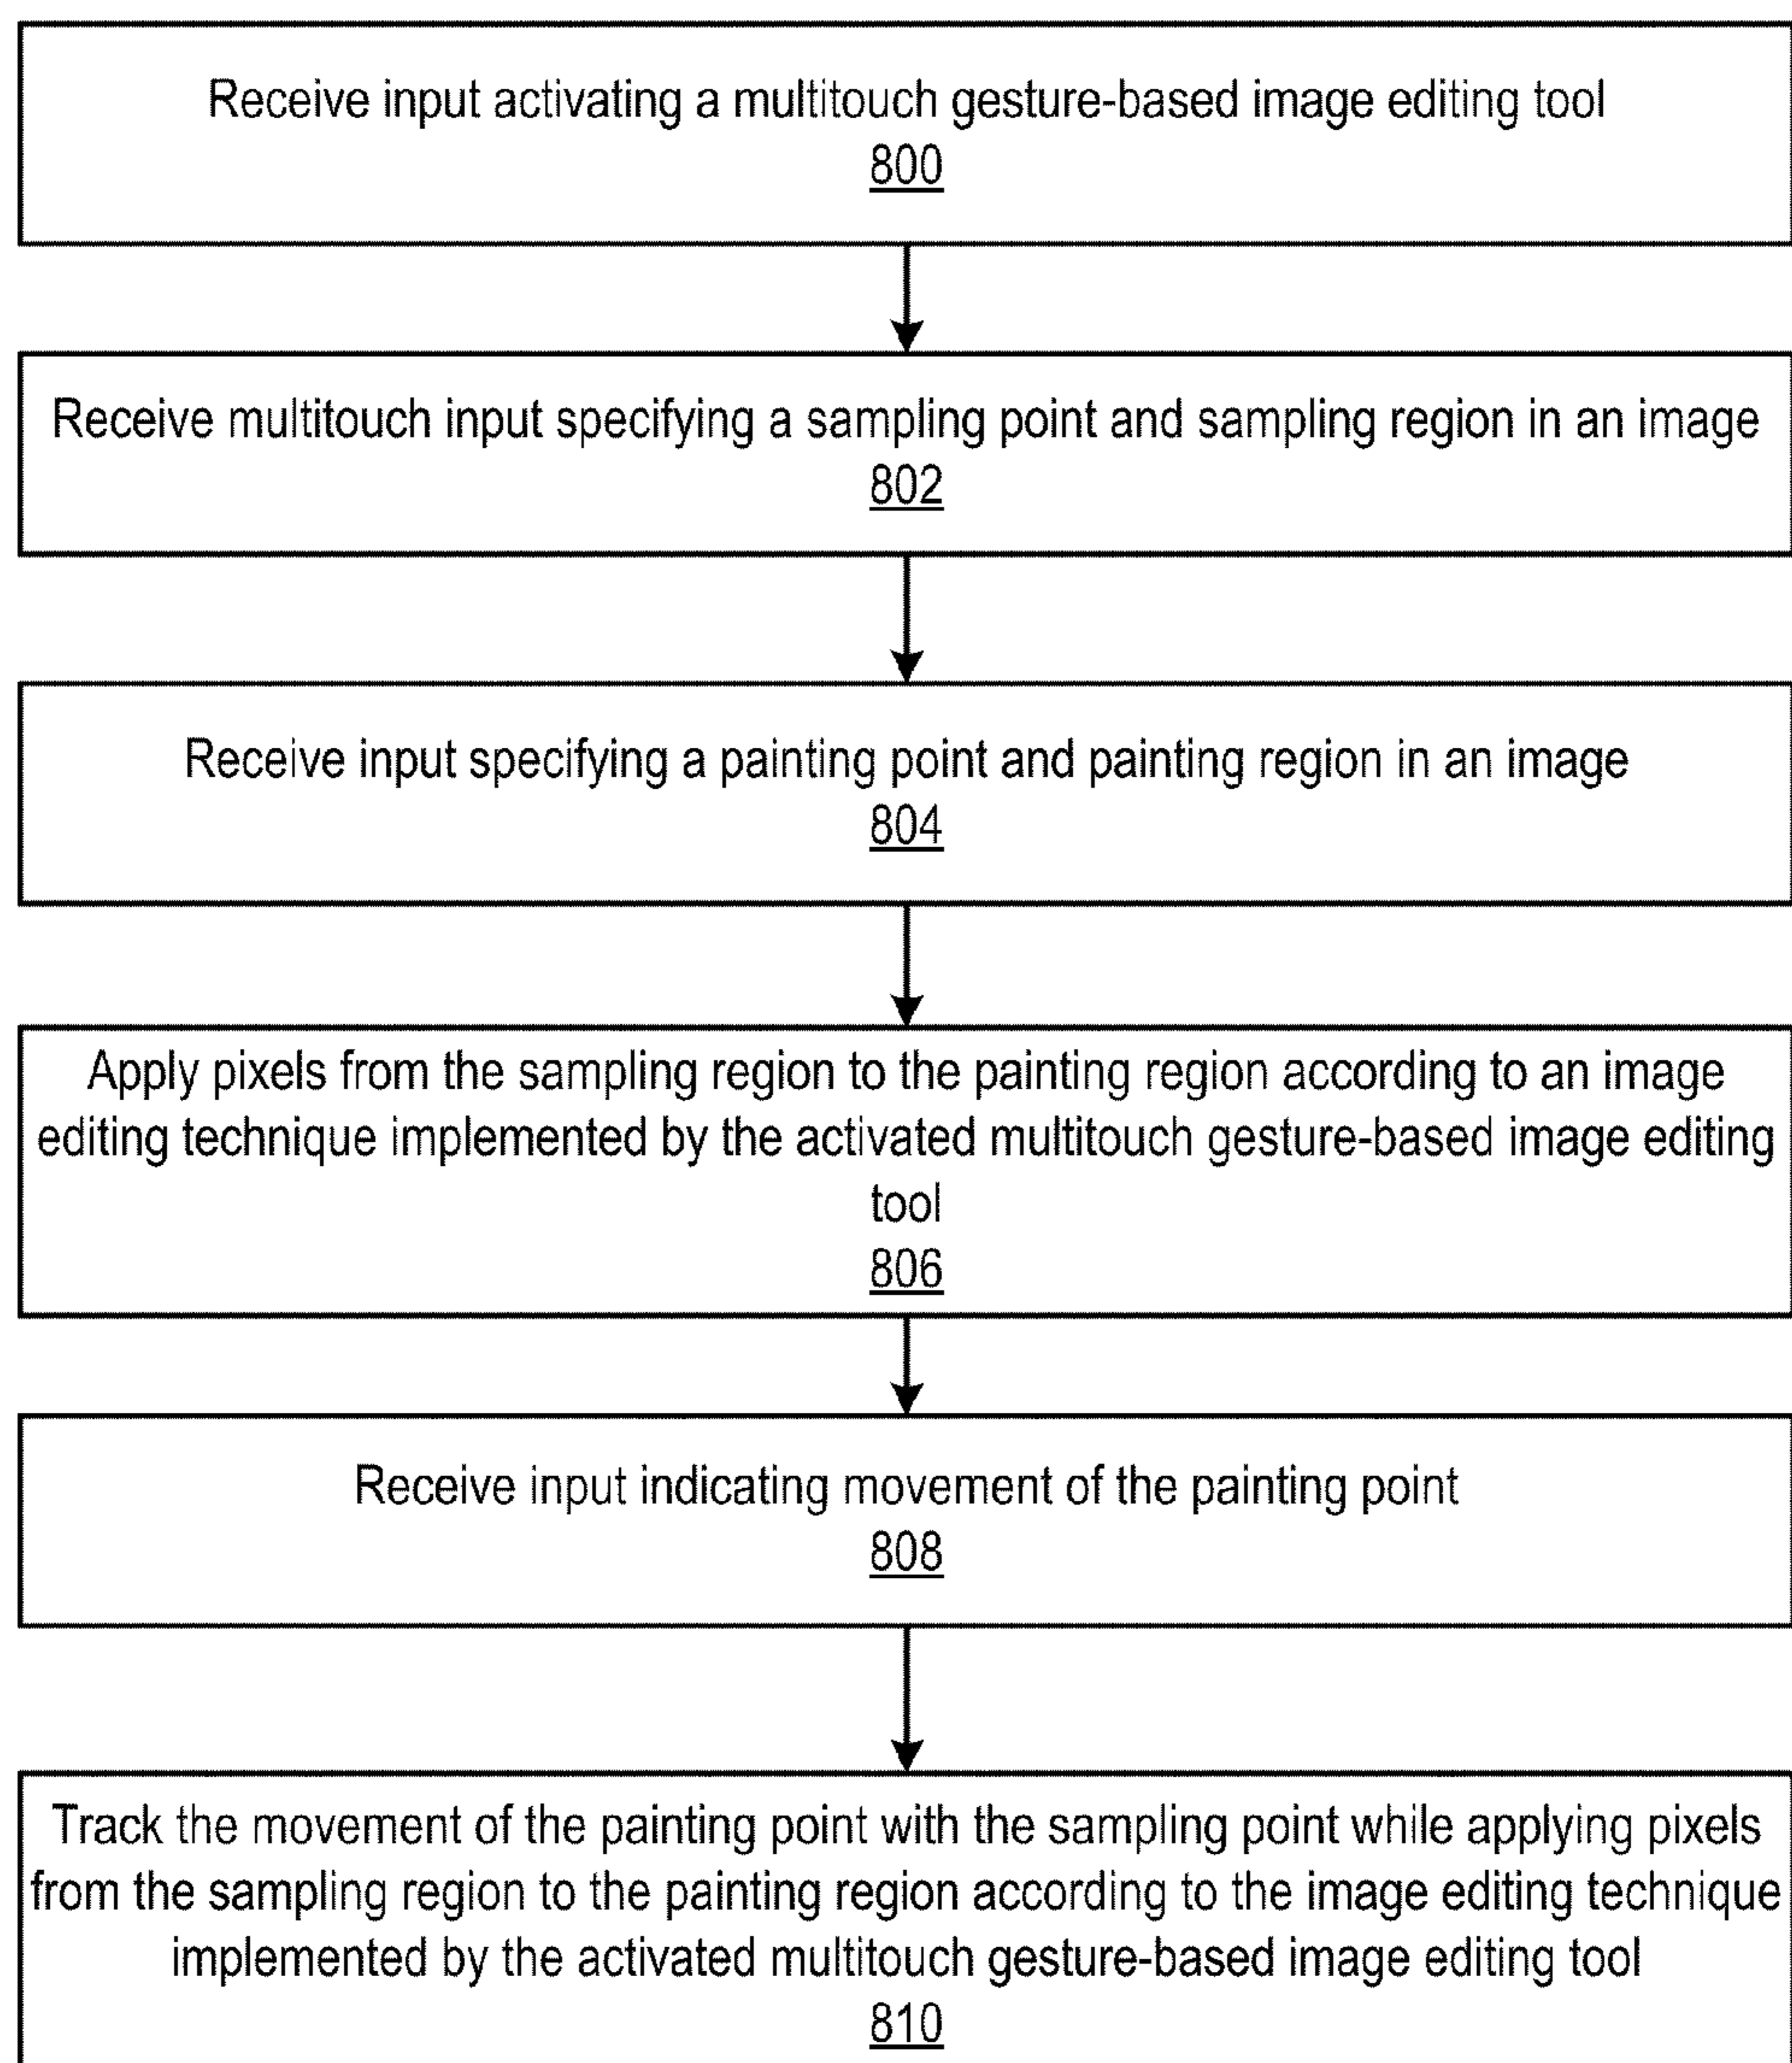 Receive input activating a multitouch gesture-based image editing tool
800
Receive multitouch input specifying a sampling point and sampling region in an image
802
Receive input specifying a painting point and painting region in an image
804
Apply pixels from the sampling region to the painting region according to an image
editing technique implemented by the activated multitouch gesture-based image editing
tool
806
Receive input indicating movement of the painting point
808
Track the movement of the painting point with the sampling point while applying pixels
from the sampling region to the painting region according to the image editing technique
implemented by the activated multitouch gesture-based image editing tool
810